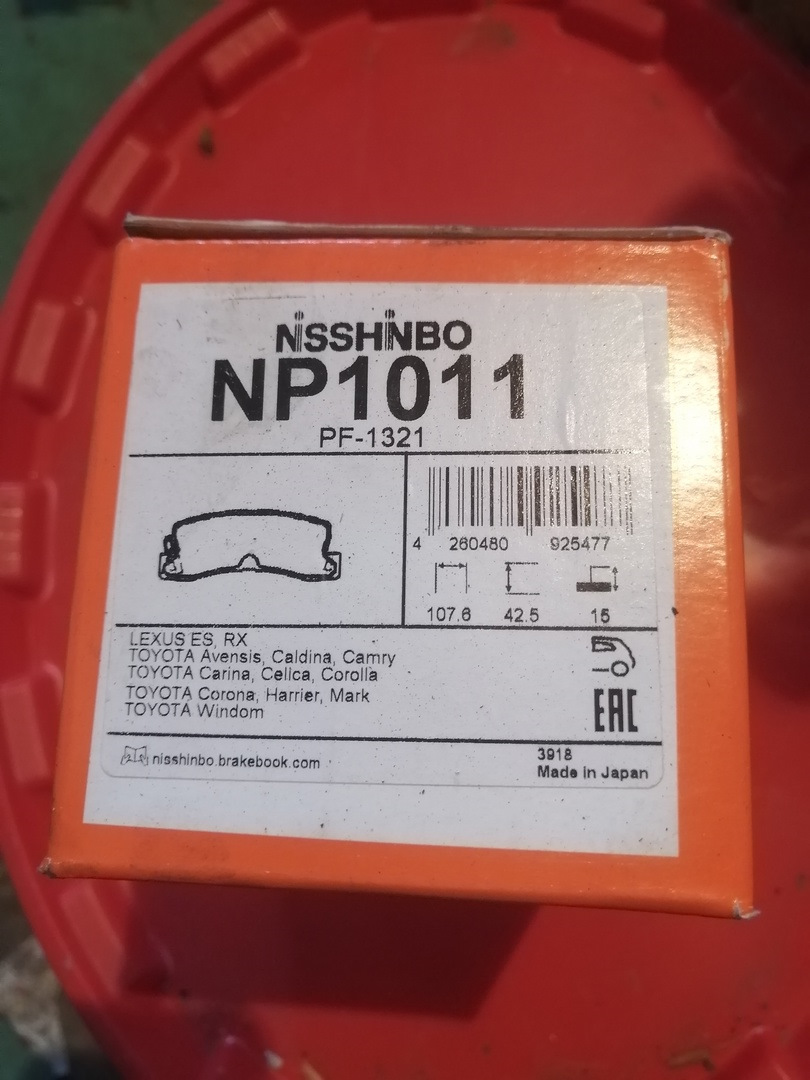 NiSSHiNBO
NP1011
PF-1321
4 260480 925477
107.6 42.5 15
LEXUS ES, RX
TOYOTA Avensis, Caldina, Camry
TOYOTA Carina, Celica, Corolla
TOYOTA Corona, Harrier, Mark
TOYOTA Windom
EAC
nisshinbo.brakebook.com
3918
Made in Japan